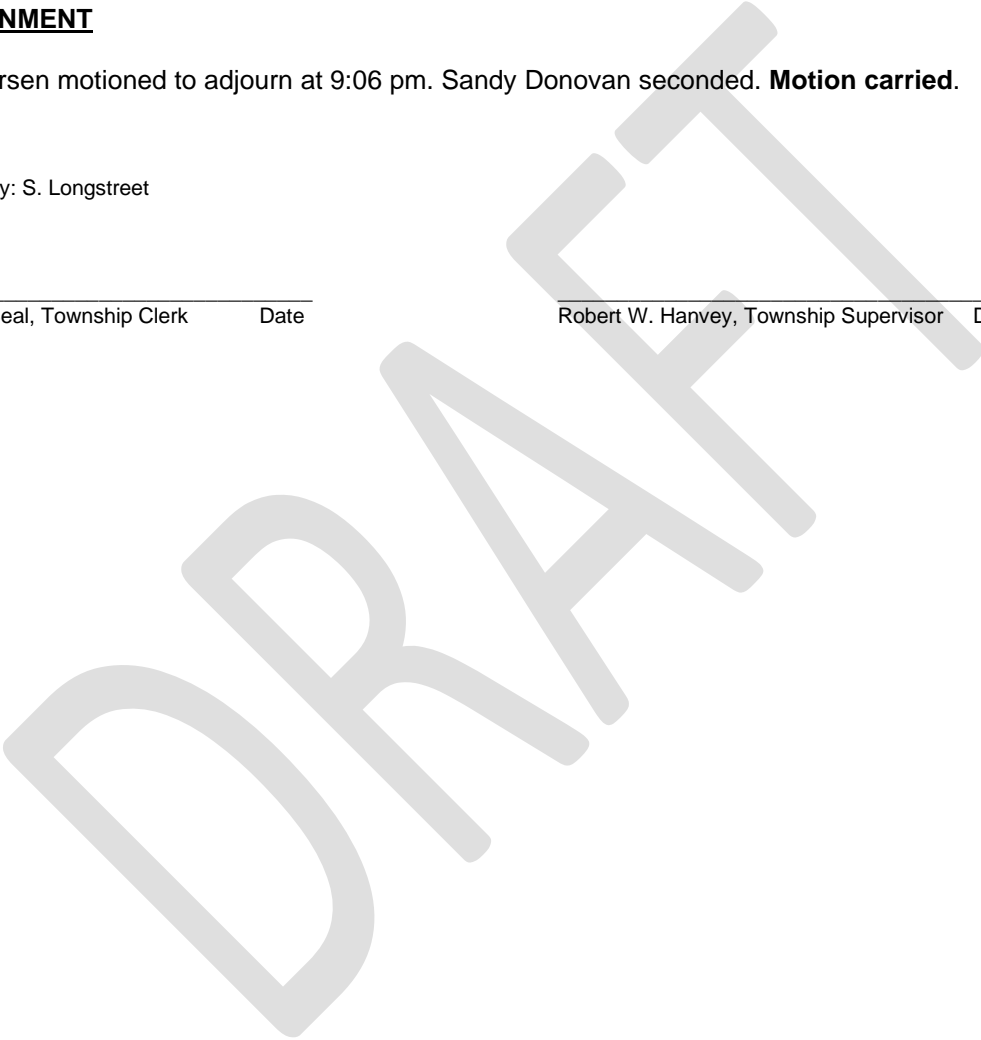 NMENT
rsen motioned to adjourn at 9:06 pm. Sandy Donovan seconded. Motion carried.
y: S. Longstreet
eal, Township Clerk Date Robert W. Hanvey, Township Supervisor D
DRAFT